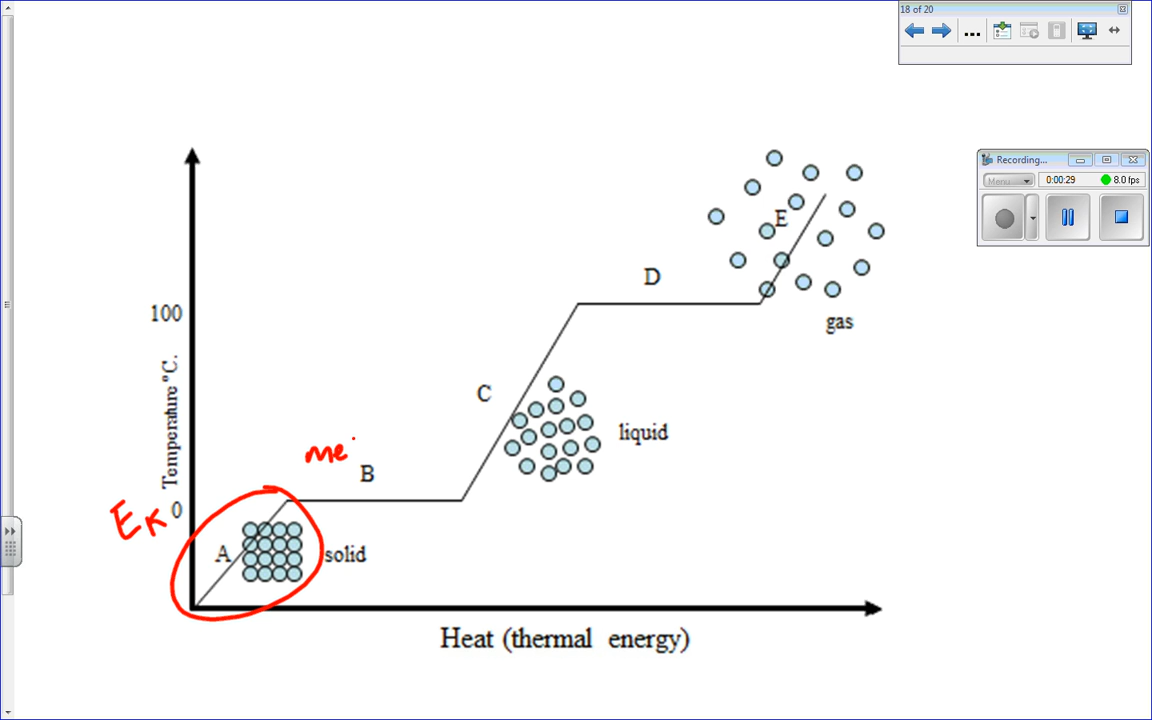 18 of 20
...
Recording...
Menu
0:00:29
8.0 fps
E
D
gas
100
Temperature °C.
C
liquid
me
B
EK
0
A
solid
Heat (thermal energy)